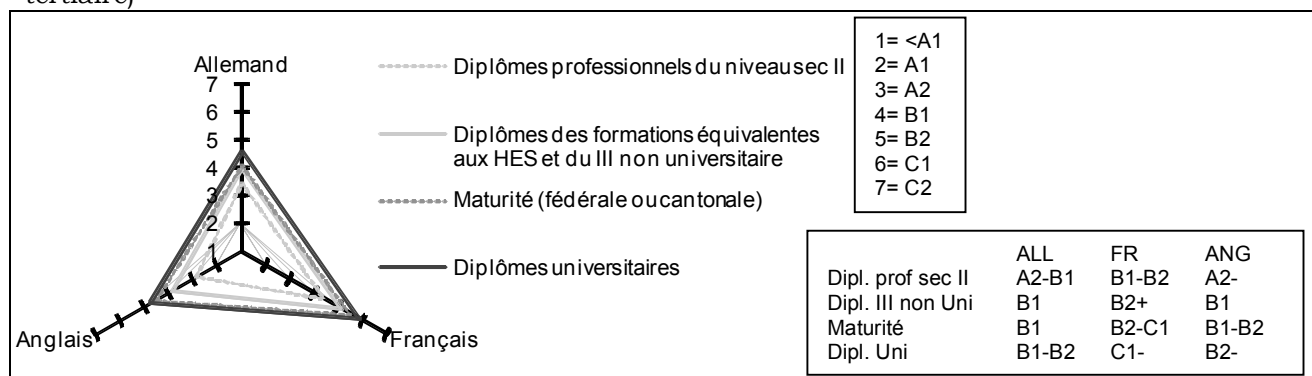 tertiaire)
Allemand
7
6
5
4
3
2
1
Anglais
Français
Diplômes professionnels du niveau sec II
Diplômes des formations équivalentes
aux HES et du III non universitaire
Maturité (fédérale ou cantonale)
Diplômes universitaires
1= <A1
2= A1
3= A2
4= B1
5= B2
6= C1
7= C2
ALL FR ANG
Dipl. prof sec II A2-B1 B1-B2 A2-
Dipl. III non Uni B1 B2+ B1
Maturité B1 B2-C1 B1-B2
Dipl. Uni B1-B2 C1- B2-